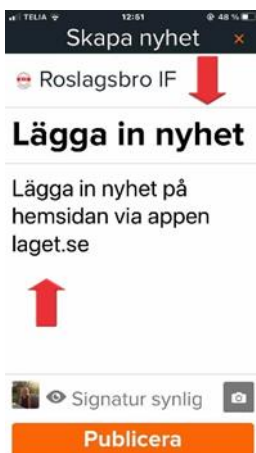 TELIA 12:51 48 %
Skapa nyhet ×
Roslagsbro IF
Lägga in nyhet
Lägga in nyhet på
hemsidan via appen
laget.se
Signatur synlig
Publicera